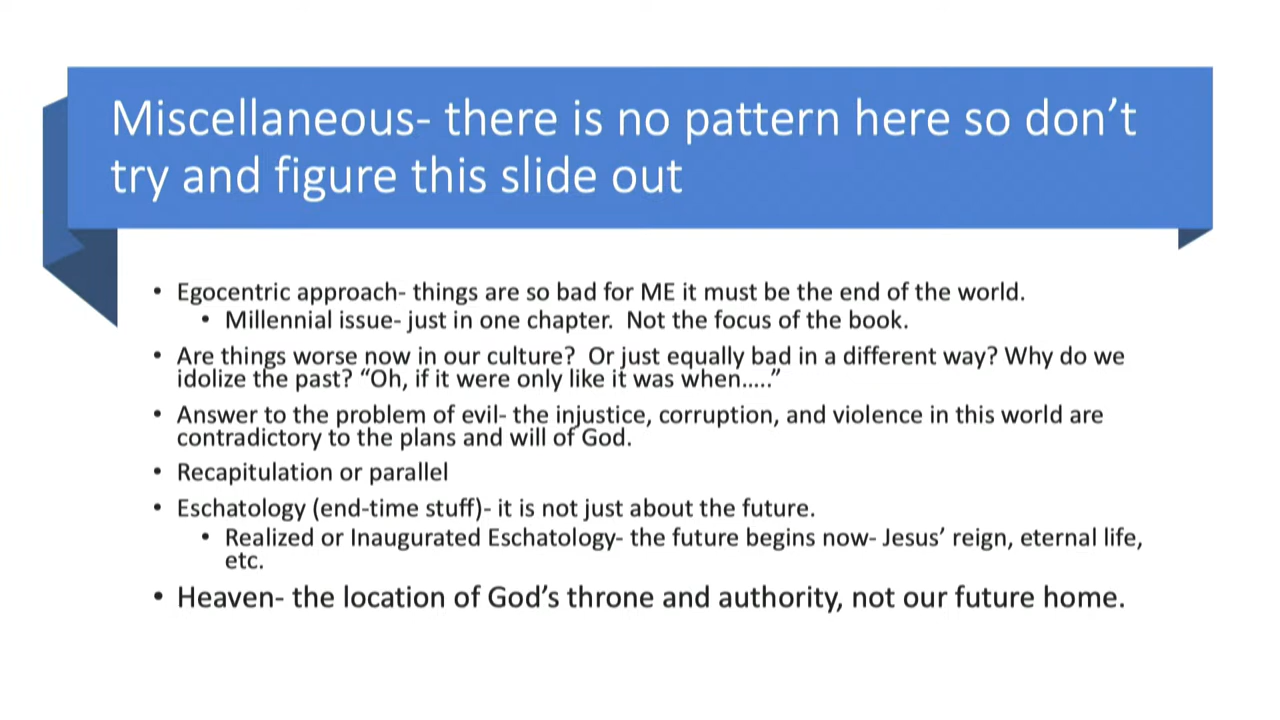 Miscellaneous- there is no pattern here so don’t
try and figure this slide out
• Egocentric approach- things are so bad for ME it must be the end of the world.
• Millennial issue- just in one chapter.  Not the focus of the book.
• Are things worse now in our culture?  Or just equally bad in a different way? Why do we
idolize the past? “Oh, if it were only like it was when.....”
• Answer to the problem of evil- the injustice, corruption, and violence in this world are
contradictory to the plans and will of God.
• Recapitulation or parallel
• Eschatology (end-time stuff)- it is not just about the future.
• Realized or Inaugurated Eschatology- the future begins now- Jesus’ reign, eternal life,
etc.
• Heaven- the location of God’s throne and authority, not our future home.